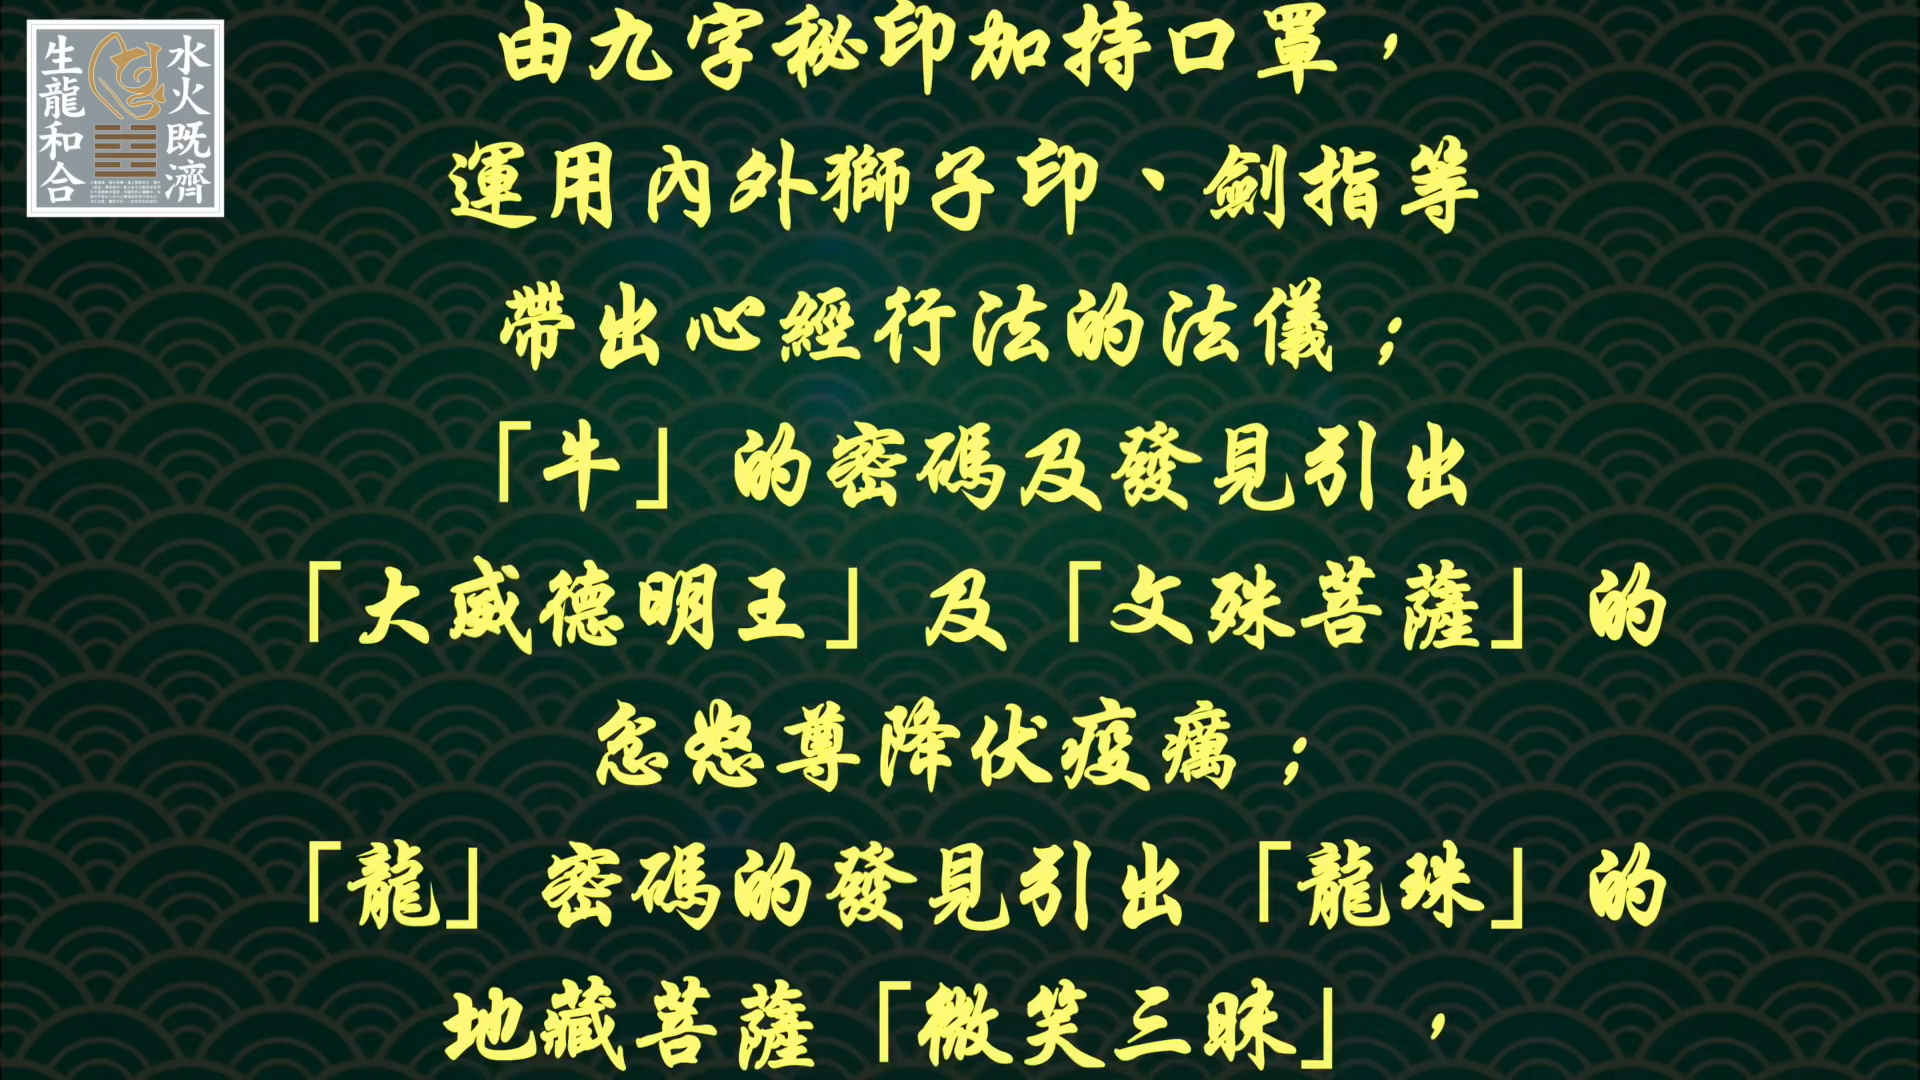 水火既濟
生龍和合
由九字秘印加持口罩，
運用內外獅子印、劍指等
帶出心經行法的法儀；
「牛」的密碼及發見引出
「大威德明王」及「文殊菩薩」的
忿怒尊降伏疫癘；
「龍」密碼的發見引出「龍珠」的
地藏菩薩「微笑三昧」，